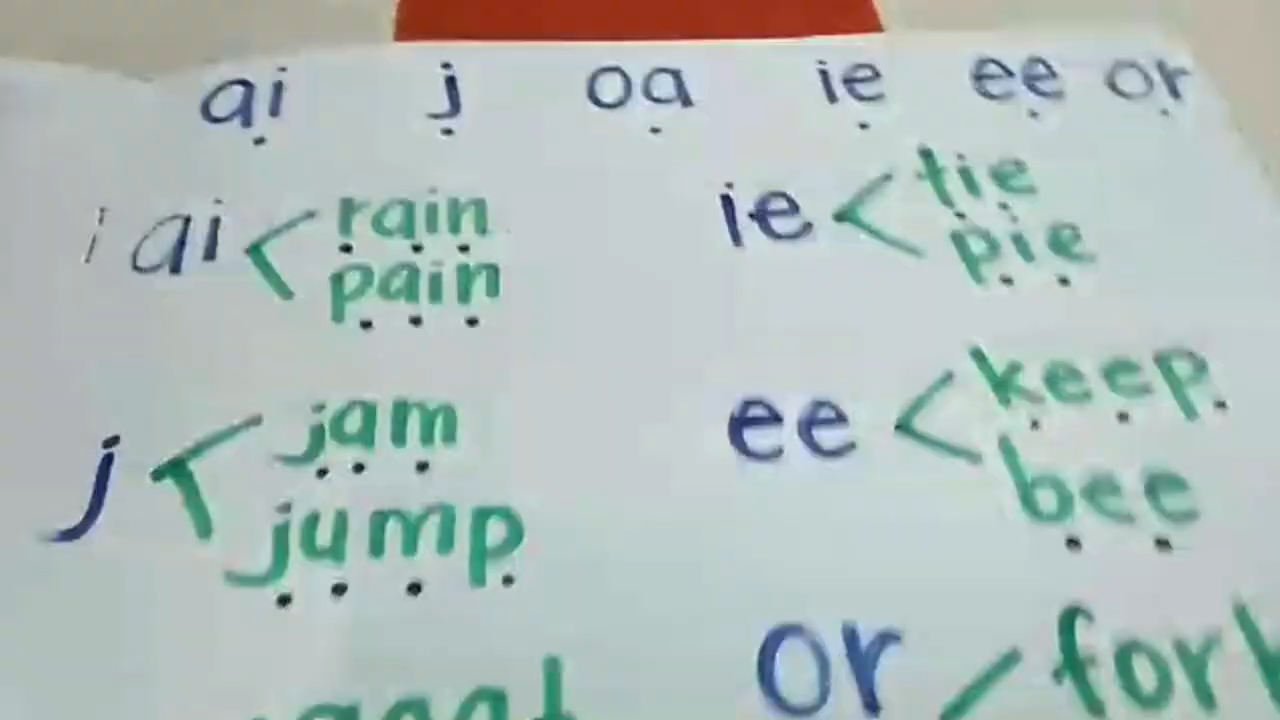 ai j oa ie ee or
ai rain
pain
j jam
jump
ie tie
pie
ee keep
bee
or